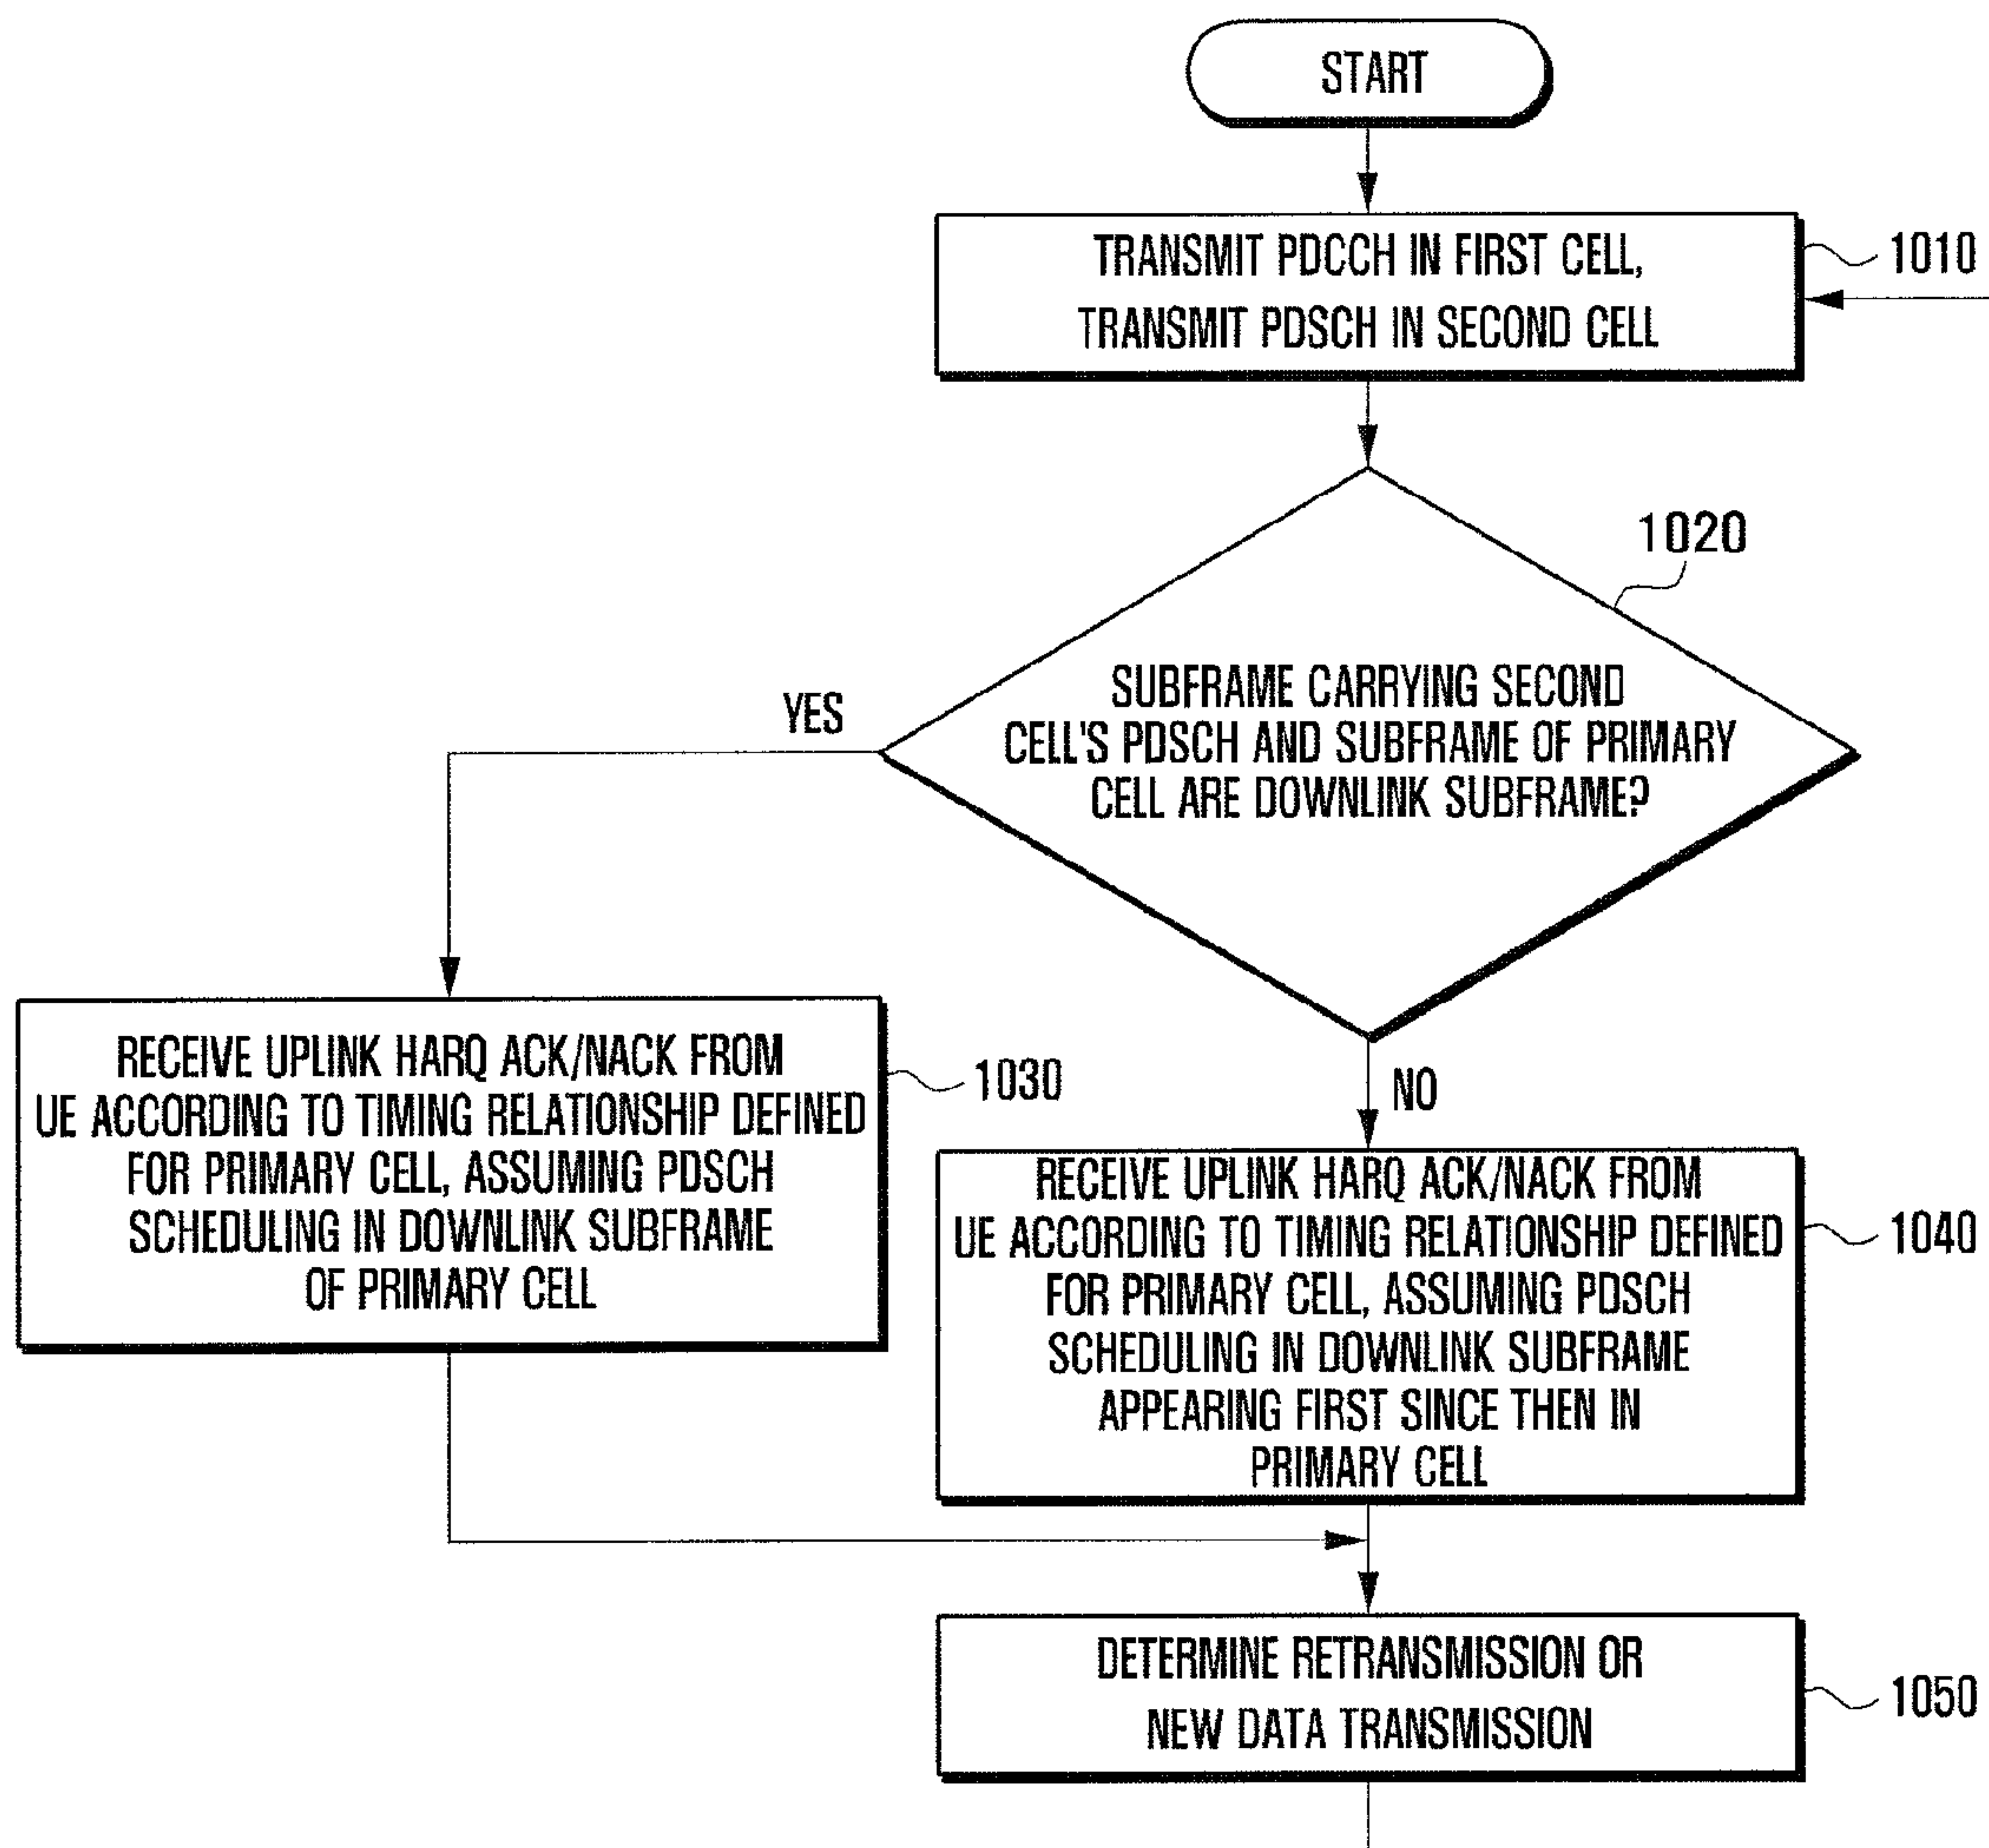 START
TRANSMIT PDCCH IN FIRST CELL,
TRANSMIT PDSCH IN SECOND CELL
1010
1020
SUBFRAME CARRYING SECOND
CELL'S PDSCH AND SUBFRAME OF PRIMARY
CELL ARE DOWNLINK SUBFRAME?
YES
NO
RECEIVE UPLINK HARQ ACK/NACK FROM
UE ACCORDING TO TIMING RELATIONSHIP DEFINED
FOR PRIMARY CELL, ASSUMING PDSCH
SCHEDULING IN DOWNLINK SUBFRAME
OF PRIMARY CELL
1030
RECEIVE UPLINK HARQ ACK/NACK FROM
UE ACCORDING TO TIMING RELATIONSHIP DEFINED
FOR PRIMARY CELL, ASSUMING PDSCH
SCHEDULING IN DOWNLINK SUBFRAME
APPEARING FIRST SINCE THEN IN
PRIMARY CELL
1040
DETERMINE RETRANSMISSION OR
NEW DATA TRANSMISSION
1050